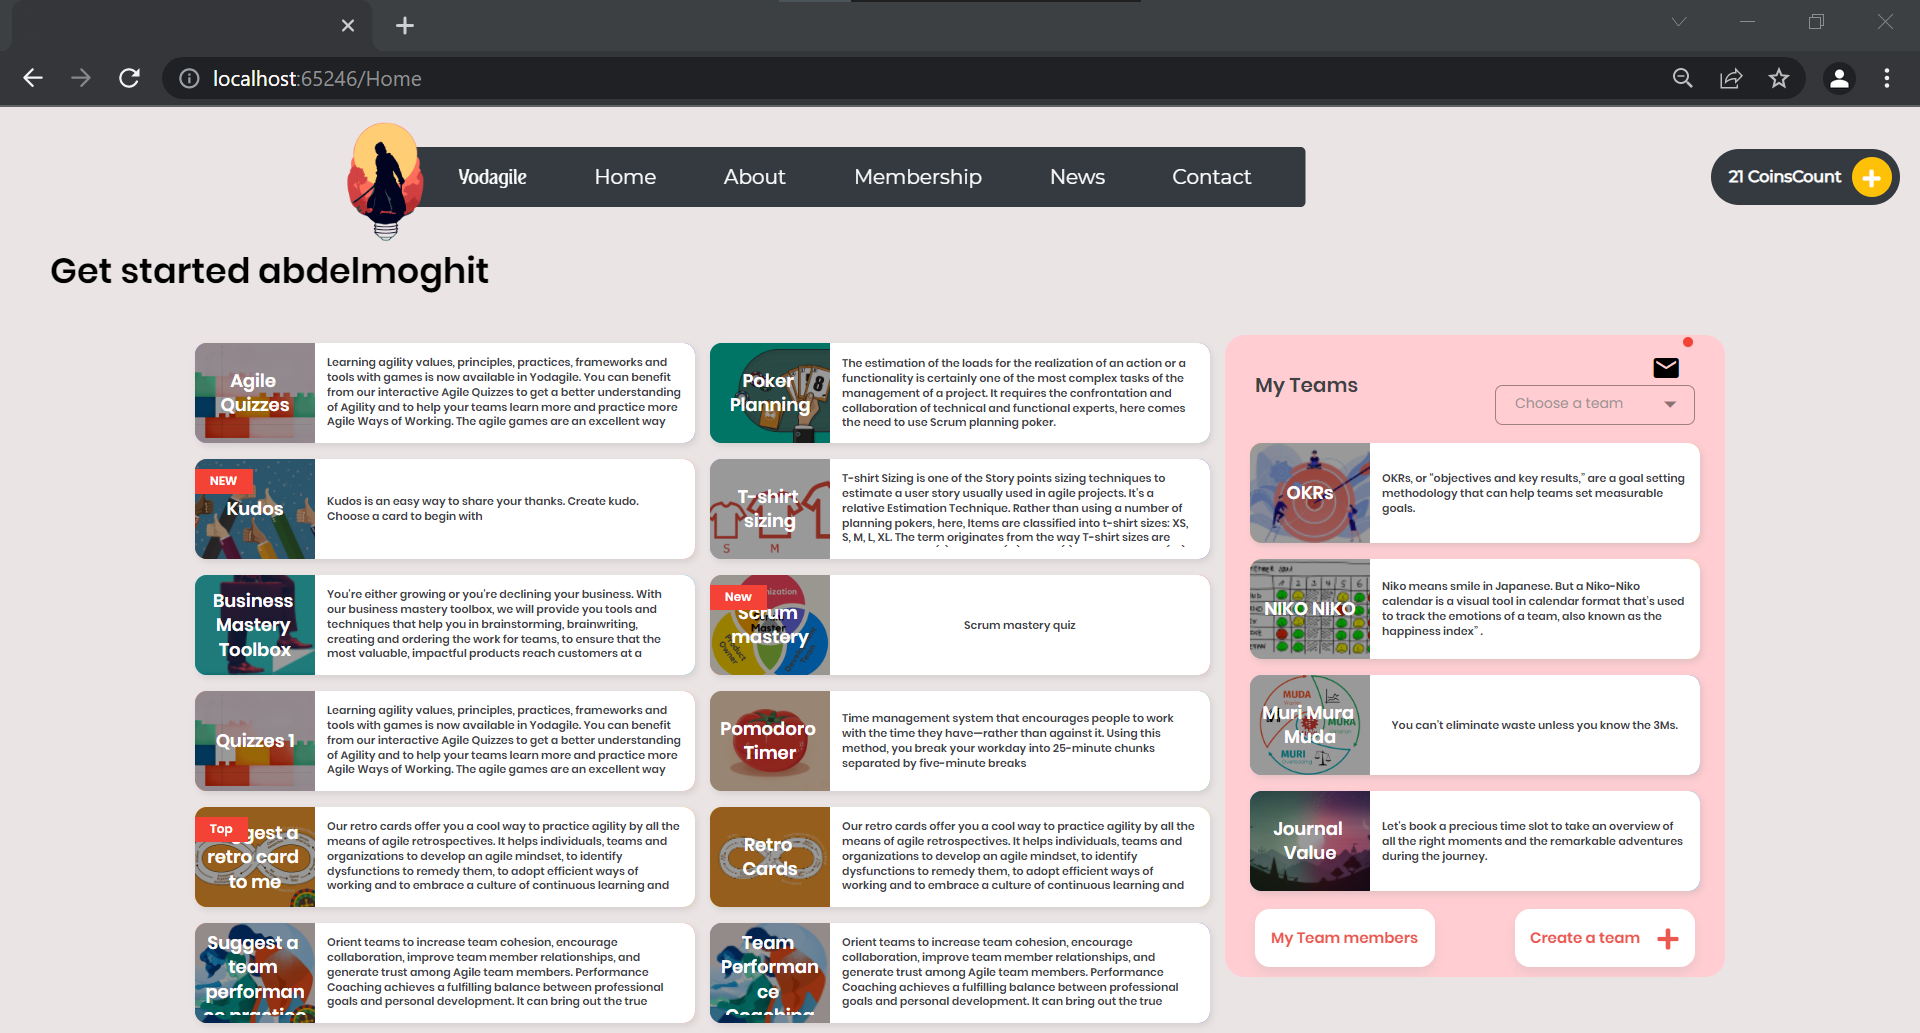 localhost:65246/Home
Yodagile
Home
About
Membership
News
Contact
21 CoinsCount
Get started abdelmoghit
Agile
Quizzes
Learning agility values, principles, practices, frameworks and
tools with games is now available in Yodagile. You can benefit
from our interactive Agile Quizzes to get a better understanding
of Agility and to help your teams learn more and practice more
Agile Ways of Working. The agile games are an excellent way
Poker
Planning
8
The estimation of the loads for the realization of an action or a
functionality is certainly one of the most complex tasks of the
management of a project. It requires the confrontation and
collaboration of technical and functional experts, here comes
the need to use Scrum planning poker.
NEW
Kudos
Kudos is an easy way to share your thanks. Create kudo.
Choose a card to begin with
T-shirt
sizing
S M
T-shirt Sizing is one of the Story points sizing techniques to
estimate a user story usually used in agile projects. It's a
relative Estimation Technique. Rather than using a number of
planning pokers, here, Items are classified into t-shirt sizes: XS,
S, M, L, XL. The term originates from the way T-shirt sizes are
Business
Mastery
Toolbox
You're either growing or you're declining your business. With
our business mastery toolbox, we will provide you tools and
techniques that help you in brainstorming, brainwriting,
creating and ordering the work for teams, to ensure that the
most valuable, impactful products reach customers at a
New
Scrum
mastery
Master
Product
Owner
Team
Scrum mastery quiz
Quizzes 1
Learning agility values, principles, practices, frameworks and
tools with games is now available in Yodagile. You can benefit
from our interactive Agile Quizzes to get a better understanding
of Agility and to help your teams learn more and practice more
Agile Ways of Working. The agile games are an excellent way
Pomodoro
Timer
Time management system that encourages people to work
with the time they have—rather than against it. Using this
method, you break your workday into 25-minute chunks
separated by five-minute breaks
Top
gest a
retro card
to me
Our retro cards offer you a cool way to practice agility by all the
means of agile retrospectives. It helps individuals, teams and
organizations to develop an agile mindset, to identify
dysfunctions to remedy them, to adopt efficient ways of
working and to embrace a culture of continuous learning and
Retro
Cards
Our retro cards offer you a cool way to practice agility by all the
means of agile retrospectives. It helps individuals, teams and
organizations to develop an agile mindset, to identify
dysfunctions to remedy them, to adopt efficient ways of
working and to embrace a culture of continuous learning and
Suggest a
team
performan
ce practice
Orient teams to increase team cohesion, encourage
collaboration, improve team member relationships, and
generate trust among Agile team members. Performance
Coaching achieves a fulfilling balance between professional
goals and personal development. It can bring out the true
Team
Performan
ce
Coaching
Orient teams to increase team cohesion, encourage
collaboration, improve team member relationships, and
generate trust among Agile team members. Performance
Coaching achieves a fulfilling balance between professional
goals and personal development. It can bring out the true
My Teams
Choose a team
OKRs
OKRs, or "objectives and key results," are a goal setting
methodology that can help teams set measurable
goals.
NIKO NIKO
Niko means smile in Japanese. But a Niko-Niko
calendar is a visual tool in calendar format that's used
to track the emotions of a team, also known as the
happiness index" .
Muri Mura
Muda
MUDA
MURA
MURI
You can't eliminate waste unless you know the 3Ms.
Journal
Value
Let's book a precious time slot to take an overview of
all the right moments and the remarkable adventures
during the journey.
My Team members
Create a team